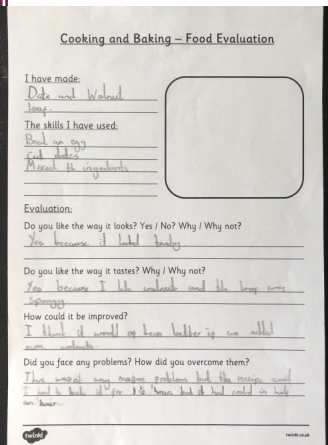 Cooking and Baking – Food Evaluation
I have made:
Date and Walnut
loaf.
The skills I have used:
Beat an egg
Cut dates
Mixed the ingredients
Evaluation:
Do you like the way it looks? Yes / No? Why / Why not?
Yes because it looked
Do you like the way it tastes? Why / Why not?
Yes because I like walnuts and the loaf was
Spongy.
How could it be improved?
I think it would of been better if we added
more walnuts.
Did you face any problems? How did you overcome them?
There wasn't any problems but the recipe said
I had to bake it for 1½ hours but it had cooked in half
an hour.
twinkl
twinkl.co.uk